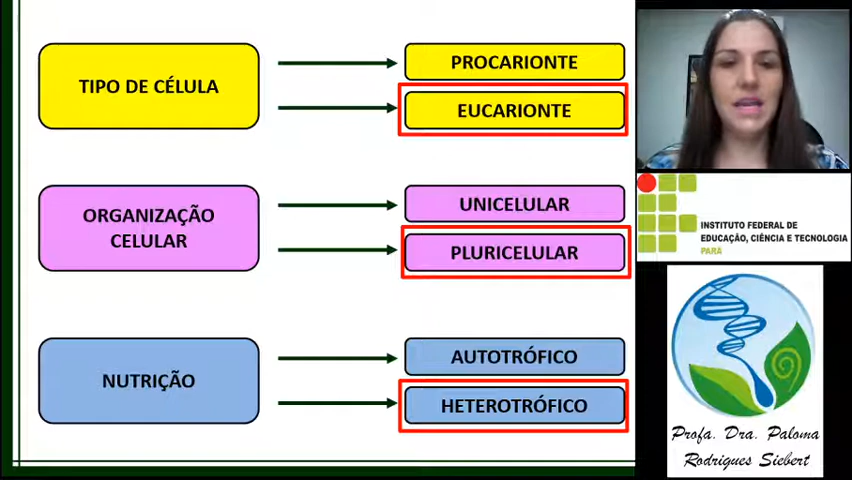 TIPO DE CÉLULA
PROCARIONTE
EUCARIONTE
ORGANIZAÇÃO
CELULAR
UNICELULAR
PLURICELULAR
NUTRIÇÃO
AUTOTRÓFICO
HETEROTRÓFICO
INSTITUTO FEDERAL DE
EDUCAÇÃO, CIÊNCIA E TECNOLOGIA
PARÁ
Profa. Dra. Paloma
Rodrigues Siebert